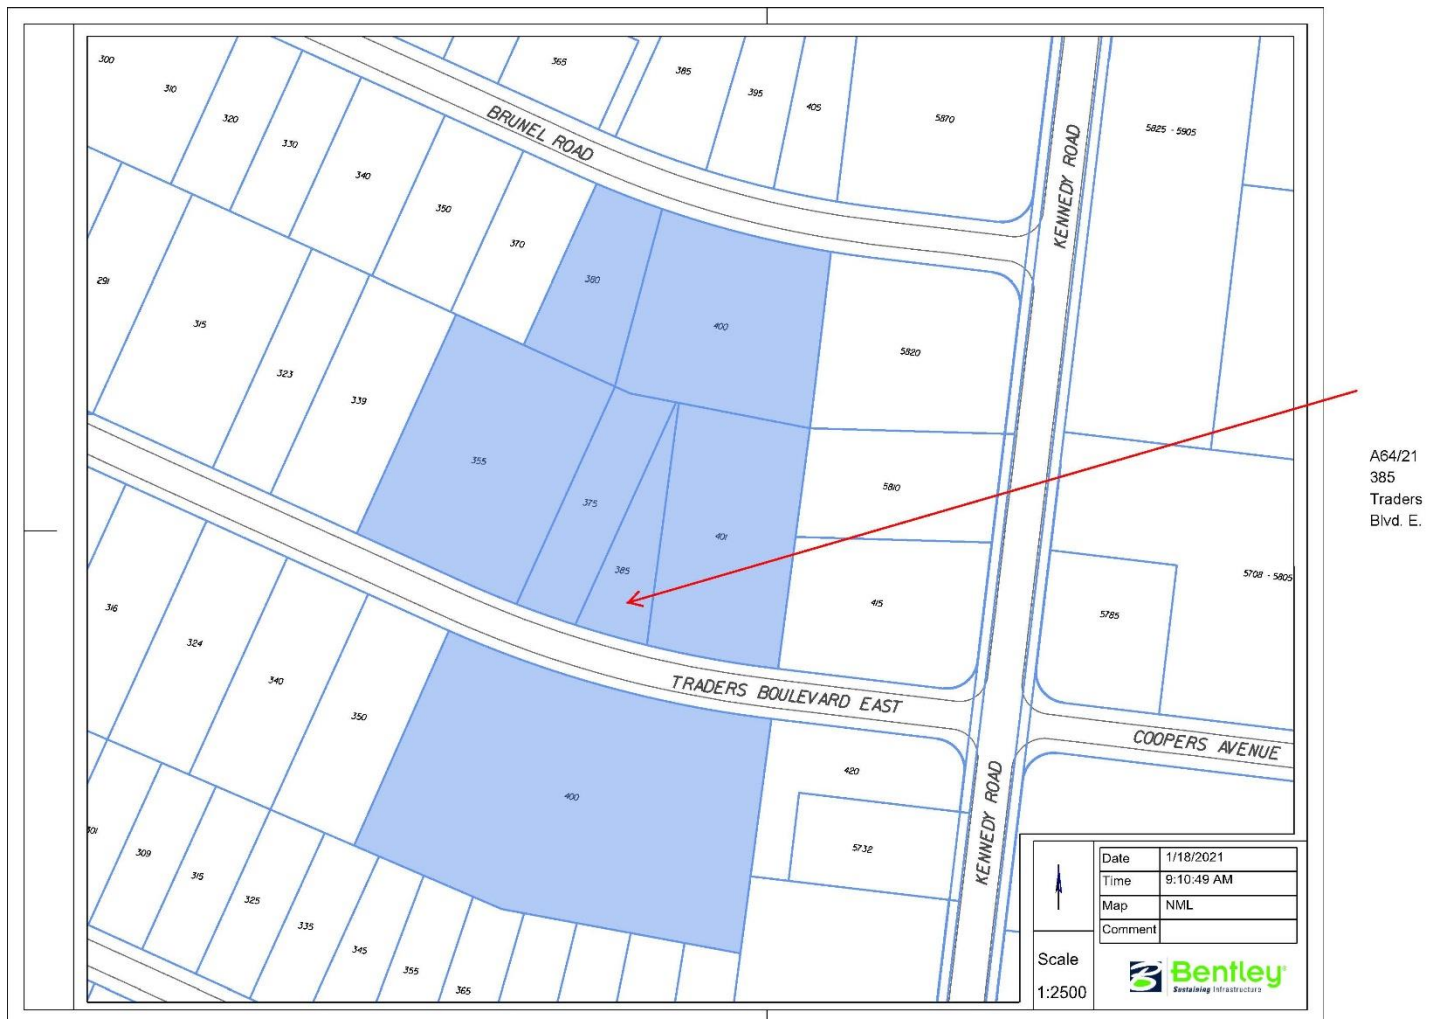 300
310
320
330
340
350
370
365
385
395
405
5870
5825 - 5905
BRUNEL ROAD
KENNEDY ROAD
380
400
5820
291
315
323
339
355
375
385
401
5810
415
5708 - 5805
5785
A64/21
385
Traders
Blvd. E.
316
324
340
350
TRADERS BOULEVARD EAST
COOPERS AVENUE
400
420
5732
KENNEDY ROAD
301
309
315
325
335
345
355
365
Date 1/18/2021
Time 9:10:49 AM
Map NML
Comment
Scale
1:2500
Bentley
Sustaining Infrastructure